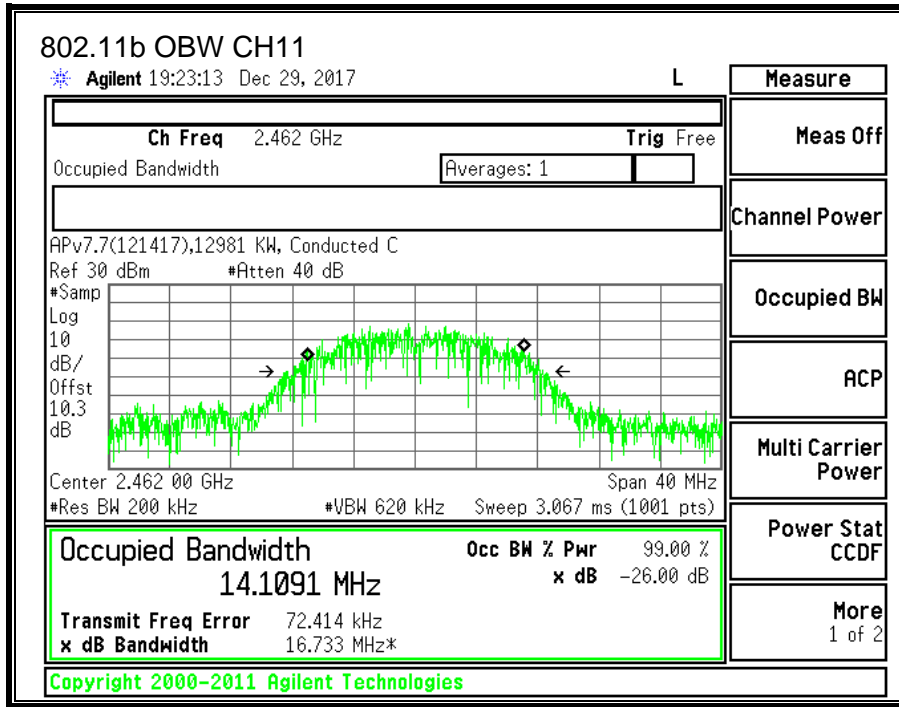 802.11b OBW CH11
Agilent 19:23:13 Dec 29, 2017 L
Ch Freq 2.462 GHz Trig Free
Occupied Bandwidth Averages: 1
APv7.7(121417),12981 KW, Conducted C
Ref 30 dBm #Atten 40 dB
#Samp
Log
10
dB/
Offst
10.3
dB
Center 2.462 00 GHz Span 40 MHz
#Res BW 200 kHz #VBW 620 kHz Sweep 3.067 ms (1001 pts)
Occupied Bandwidth Occ BW % Pwr 99.00 %
14.1091 MHz x dB -26.00 dB
Transmit Freq Error 72.414 kHz
x dB Bandwidth 16.733 MHz*
Copyright 2000-2011 Agilent Technologies
Measure
Meas Off
Channel Power
Occupied BW
ACP
Multi Carrier
Power
Power Stat
CCDF
More
1 of 2